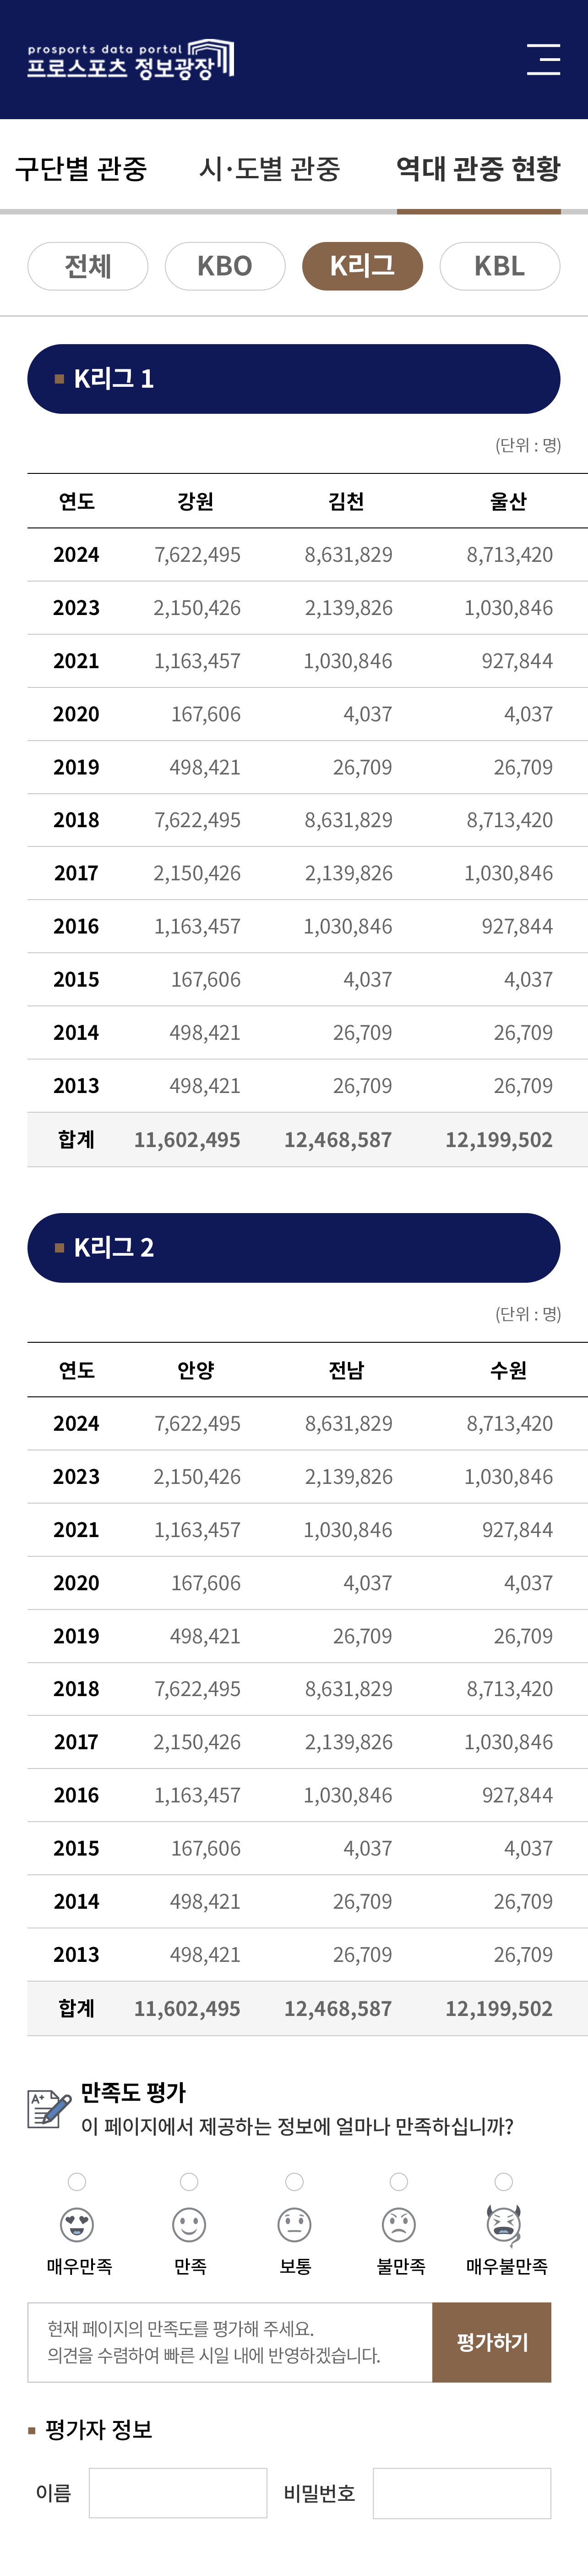 prosports data portal
프로스포츠 정보광장
구단별 관중 시·도별 관중 역대 관중 현황
전체 KBO K리그 KBL
K리그 1
(단위 : 명)
연도 강원 김천 울산
2024 7,622,495 8,631,829 8,713,420
2023 2,150,426 2,139,826 1,030,846
2021 1,163,457 1,030,846 927,844
2020 167,606 4,037 4,037
2019 498,421 26,709 26,709
2018 7,622,495 8,631,829 8,713,420
2017 2,150,426 2,139,826 1,030,846
2016 1,163,457 1,030,846 927,844
2015 167,606 4,037 4,037
2014 498,421 26,709 26,709
2013 498,421 26,709 26,709
합계 11,602,495 12,468,587 12,199,502
K리그 2
(단위 : 명)
연도 안양 전남 수원
2024 7,622,495 8,631,829 8,713,420
2023 2,150,426 2,139,826 1,030,846
2021 1,163,457 1,030,846 927,844
2020 167,606 4,037 4,037
2019 498,421 26,709 26,709
2018 7,622,495 8,631,829 8,713,420
2017 2,150,426 2,139,826 1,030,846
2016 1,163,457 1,030,846 927,844
2015 167,606 4,037 4,037
2014 498,421 26,709 26,709
2013 498,421 26,709 26,709
합계 11,602,495 12,468,587 12,199,502
A+
만족도 평가
이 페이지에서 제공하는 정보에 얼마나 만족하십니까?
매우만족 만족 보통 불만족 매우불만족
현재 페이지의 만족도를 평가해 주세요.
의견을 수렴하여 빠른 시일 내에 반영하겠습니다.
평가하기
평가자 정보
이름 비밀번호